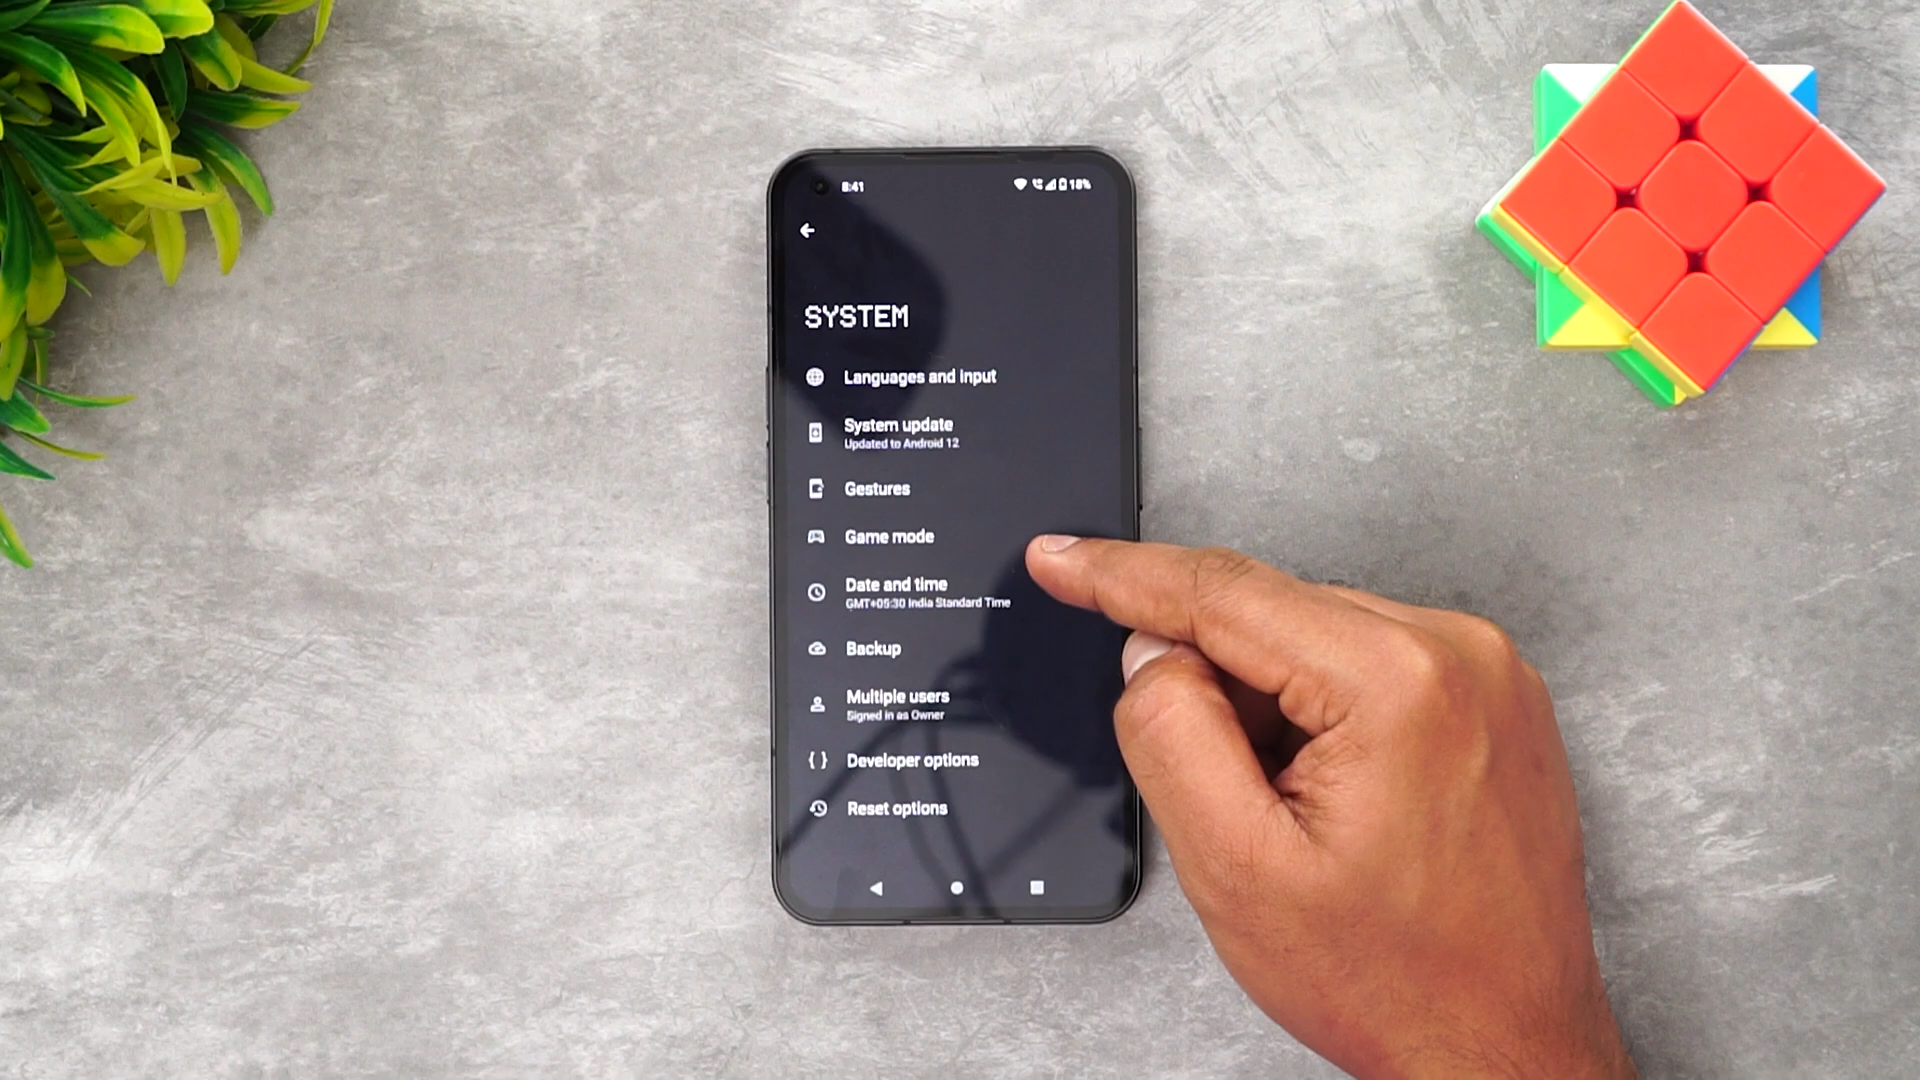 8:41
18%
SYSTEM
Languages and input
System update
Updated to Android 12
Gestures
Game mode
Date and time
GMT+05:30 India Standard Time
Backup
Multiple users
Signed in as Owner
Developer options
Reset options